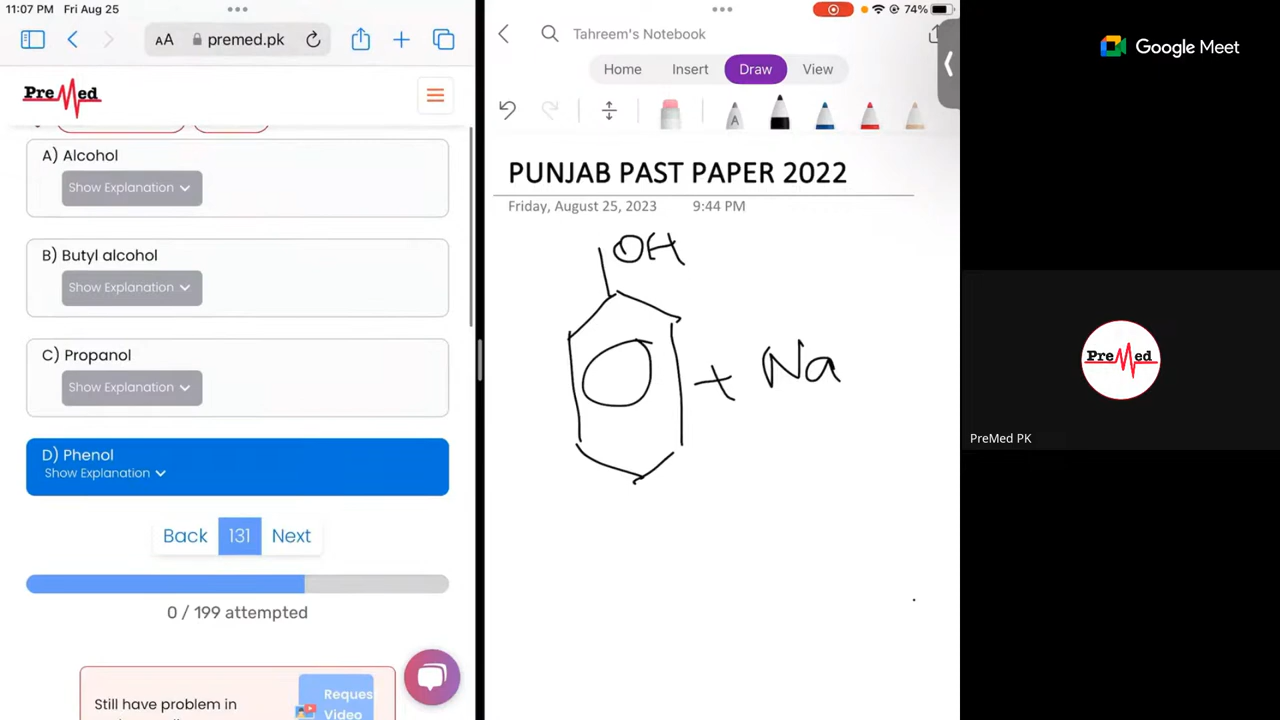 11:07 PM Fri Aug 25
74%
AA premed.pk
PreMed
A) Alcohol
Show Explanation
B) Butyl alcohol
Show Explanation
C) Propanol
Show Explanation
D) Phenol
Show Explanation
Back 131 Next
0 / 199 attempted
Still have problem in
Reques
Video
Tahreem's Notebook
Home Insert Draw View
A
PUNJAB PAST PAPER 2022
Friday, August 25, 2023 9:44 PM
OH
+ Na
Google Meet
PreMed
PreMed PK